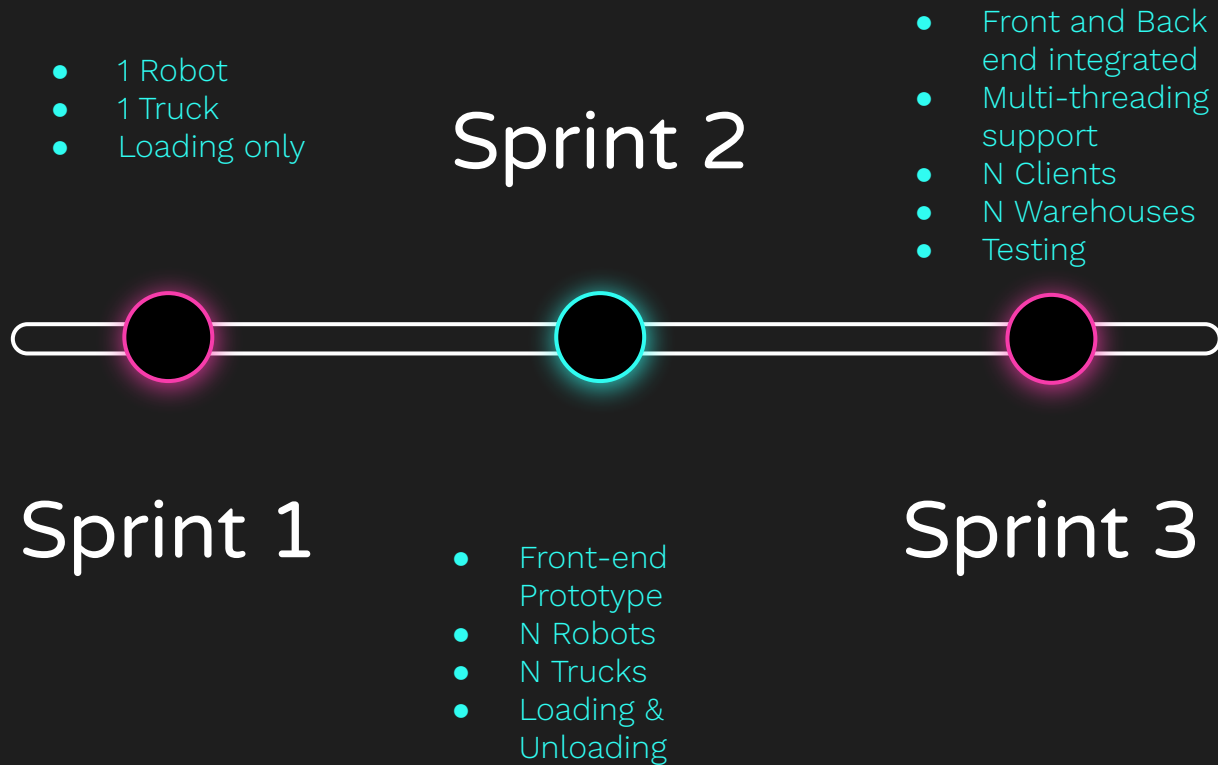 1 Robot
1 Truck
Loading only
Sprint 1
Sprint 2
Front-end
Prototype
N Robots
N Trucks
Loading &
Unloading
Front and Back
end integrated
Multi-threading
support
N Clients
N Warehouses
Testing
Sprint 3